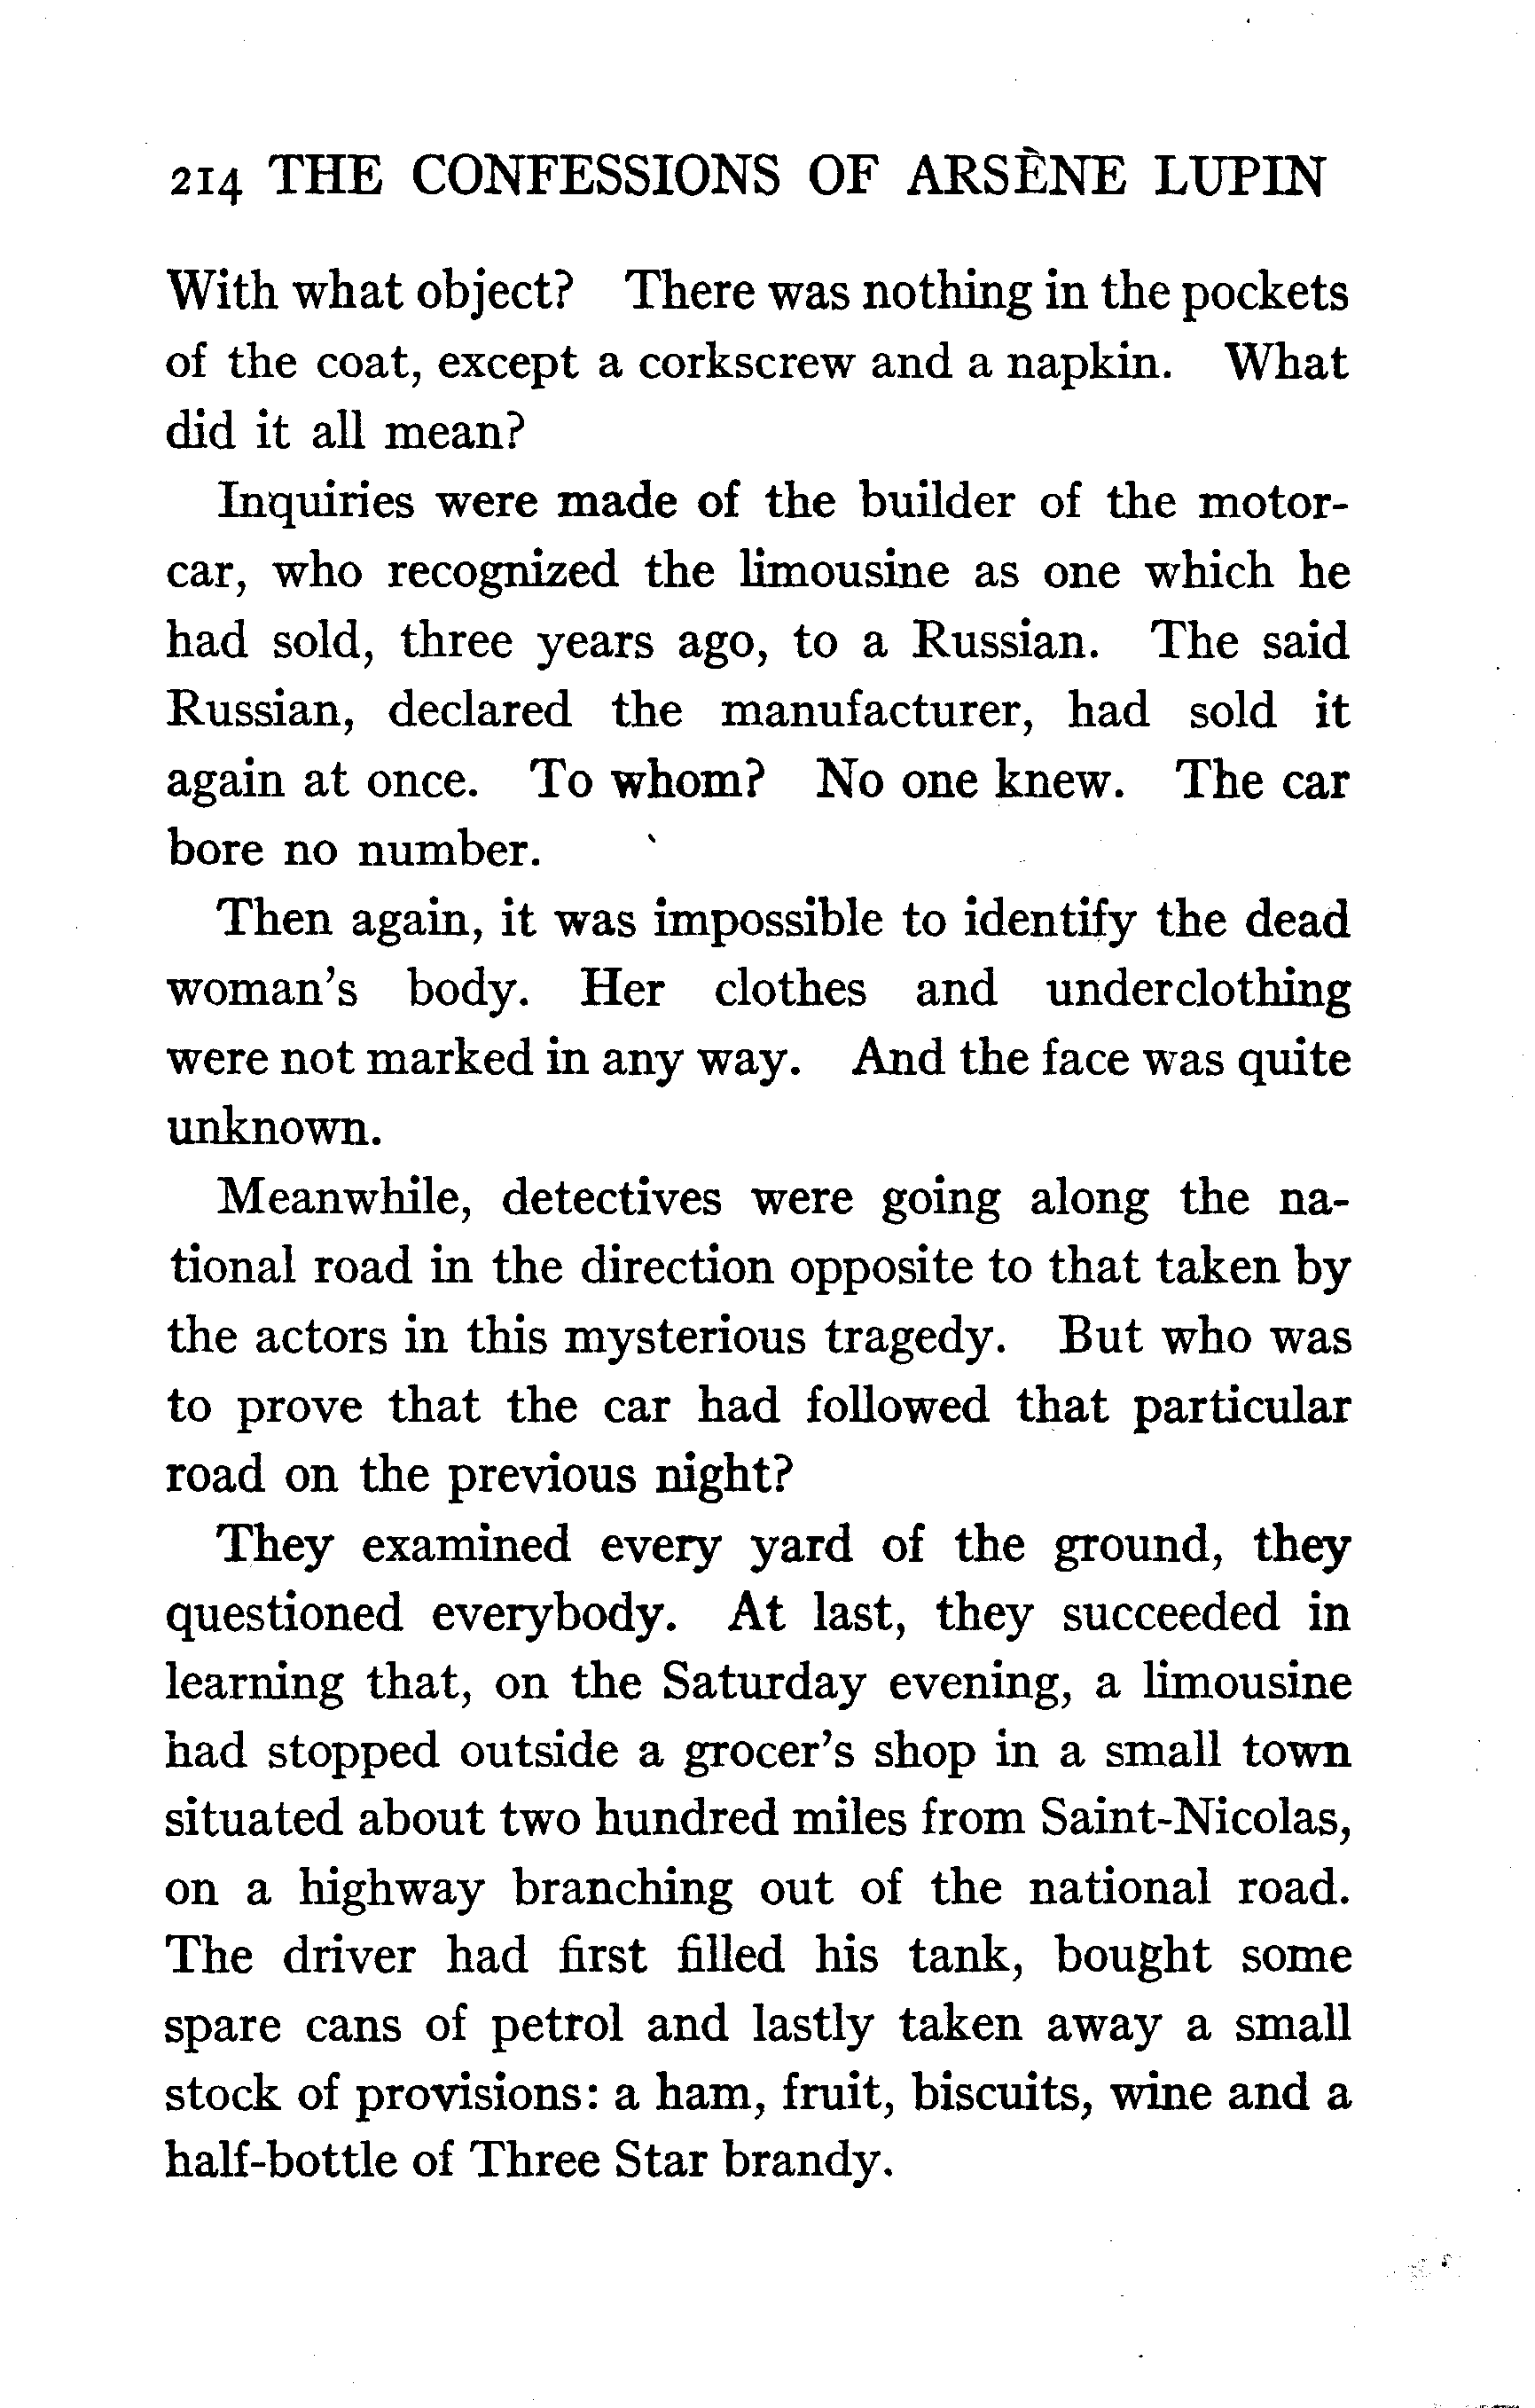 214 THE CONFESSIONS OF ARSÈNE LUPIN
With what object? There was nothing in the pockets
of the coat, except a corkscrew and a napkin. What
did it all mean?
Inquiries were made of the builder of the motor-
car, who recognized the limousine as one which he
had sold, three years ago, to a Russian. The said
Russian, declared the manufacturer, had sold it
again at once. To whom? No one knew. The car
bore no number.
Then again, it was impossible to identify the dead
woman's body. Her clothes and underclothing
were not marked in any way. And the face was quite
unknown.
Meanwhile, detectives were going along the na-
tional road in the direction opposite to that taken by
the actors in this mysterious tragedy. But who was
to prove that the car had followed that particular
road on the previous night?
They examined every yard of the ground, they
questioned everybody. At last, they succeeded in
learning that, on the Saturday evening, a limousine
had stopped outside a grocer's shop in a small town
situated about two hundred miles from Saint-Nicolas,
on a highway branching out of the national road.
The driver had first filled his tank, bought some
spare cans of petrol and lastly taken away a small
stock of provisions: a ham, fruit, biscuits, wine and a
half-bottle of Three Star brandy.